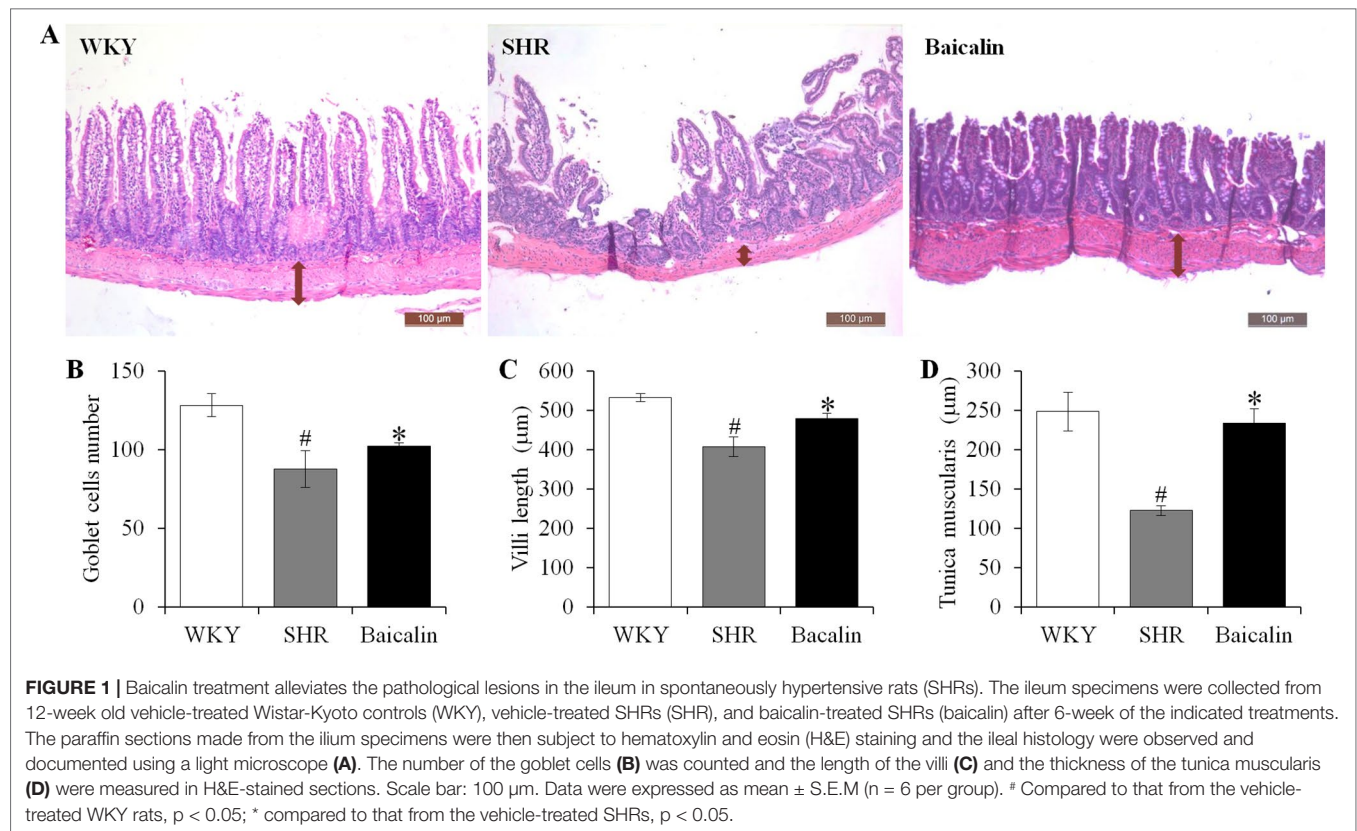 A
WKY
SHR
Baicalin
100 µm
100 µm
100 µm
B
Goblet cells number
150
100
50
0
#
*
WKY
SHR
Baicalin
C
Villi length (µm)
600
500
400
300
200
100
0
#
*
WKY
SHR
Bacalin
D
Tunica muscularis (µm)
300
250
200
150
100
50
0
#
*
WKY
SHR
Baicalin
FIGURE 1 | Baicalin treatment alleviates the pathological lesions in the ileum in spontaneously hypertensive rats (SHRs). The ileum specimens were collected from
12-week old vehicle-treated Wistar-Kyoto controls (WKY), vehicle-treated SHRs (SHR), and baicalin-treated SHRs (baicalin) after 6-week of the indicated treatments.
The paraffin sections made from the ilium specimens were then subject to hematoxylin and eosin (H&E) staining and the ileal histology were observed and
documented using a light microscope (A). The number of the goblet cells (B) was counted and the length of the villi (C) and the thickness of the tunica muscularis
(D) were measured in H&E-stained sections. Scale bar: 100 µm. Data were expressed as mean ± S.E.M (n = 6 per group). # Compared to that from the vehicle-
treated WKY rats, p < 0.05; * compared to that from the vehicle-treated SHRs, p < 0.05.